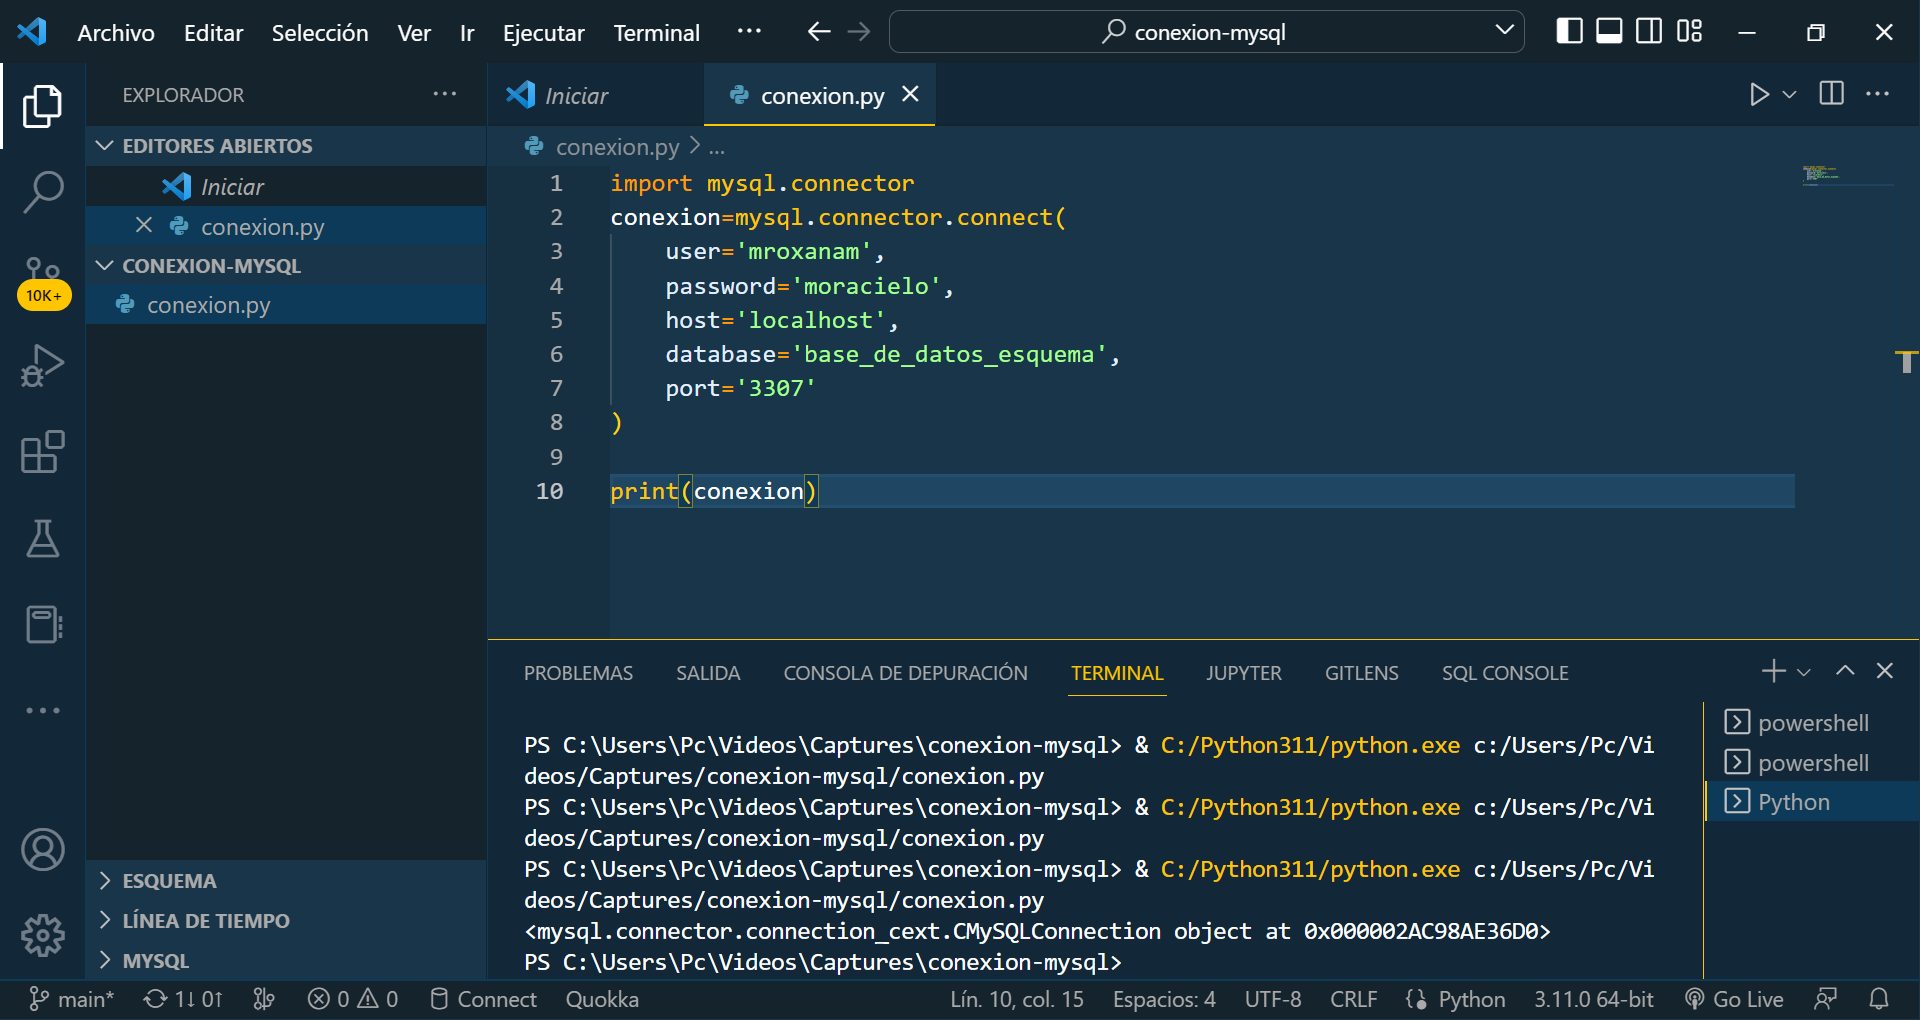 Archivo Editar Selección Ver Ir Ejecutar Terminal ··· conexion-mysql
EXPLORADOR ···
EDITORES ABIERTOS
Iniciar
conexion.py
CONEXION-MYSQL
conexion.py
10K+
ESQUEMA
LÍNEA DE TIEMPO
MYSQL
Iniciar conexion.py
conexion.py > ...
1 import mysql.connector
2 conexion=mysql.connector.connect(
3     user='mroxanam',
4     password='moracielo',
5     host='localhost',
6     database='base_de_datos_esquema',
7     port='3307'
8 )
9
10 print(conexion)
PROBLEMAS SALIDA CONSOLA DE DEPURACIÓN TERMINAL JUPYTER GITLENS SQL CONSOLE
PS C:\Users\Pc\Videos\Captures\conexion-mysql> & C:/Python311/python.exe c:/Users/Pc/Vi
deos/Captures/conexion-mysql/conexion.py
PS C:\Users\Pc\Videos\Captures\conexion-mysql> & C:/Python311/python.exe c:/Users/Pc/Vi
deos/Captures/conexion-mysql/conexion.py
PS C:\Users\Pc\Videos\Captures\conexion-mysql> & C:/Python311/python.exe c:/Users/Pc/Vi
deos/Captures/conexion-mysql/conexion.py
<mysql.connector.connection_cext.CMySQLConnection object at 0x000002AC98AE36D0>
PS C:\Users\Pc\Videos\Captures\conexion-mysql>
powershell
powershell
Python
main* 1↓ 0↑ 0 0 Connect Quokka Lín. 10, col. 15 Espacios: 4 UTF-8 CRLF Python 3.11.0 64-bit Go Live